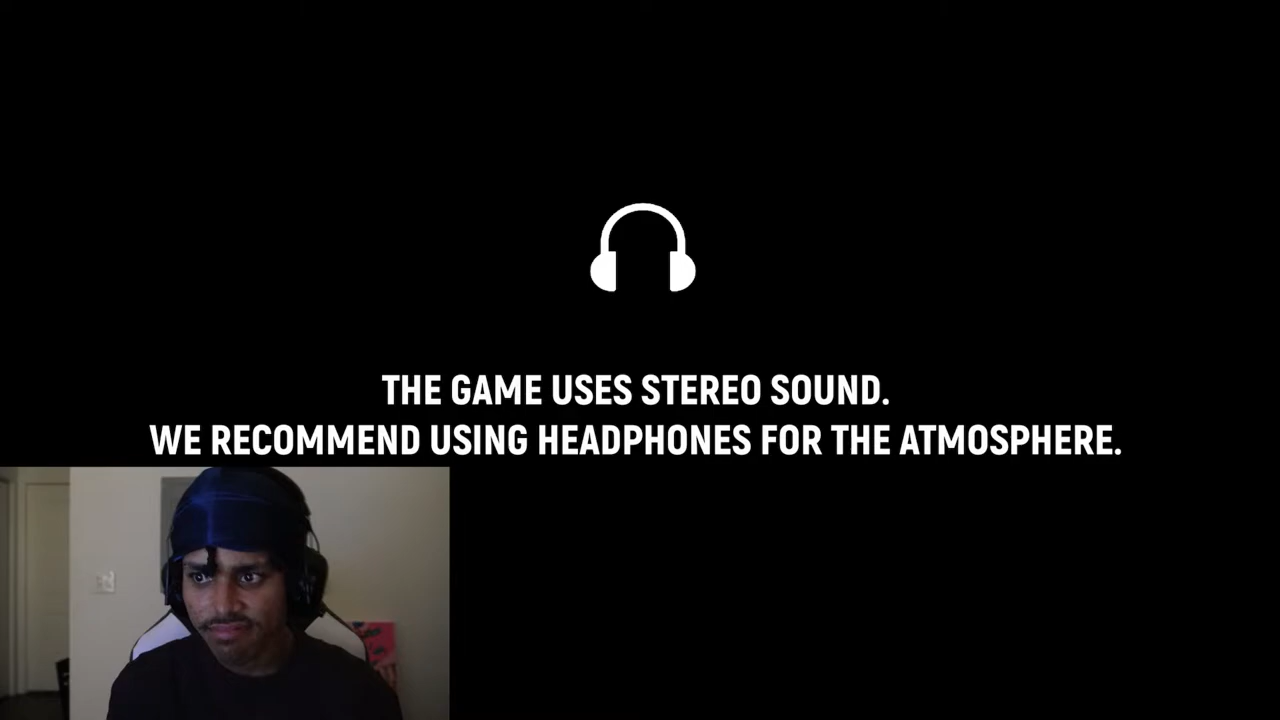 THE GAME USES STEREO SOUND.
WE RECOMMEND USING HEADPHONES FOR THE ATMOSPHERE.